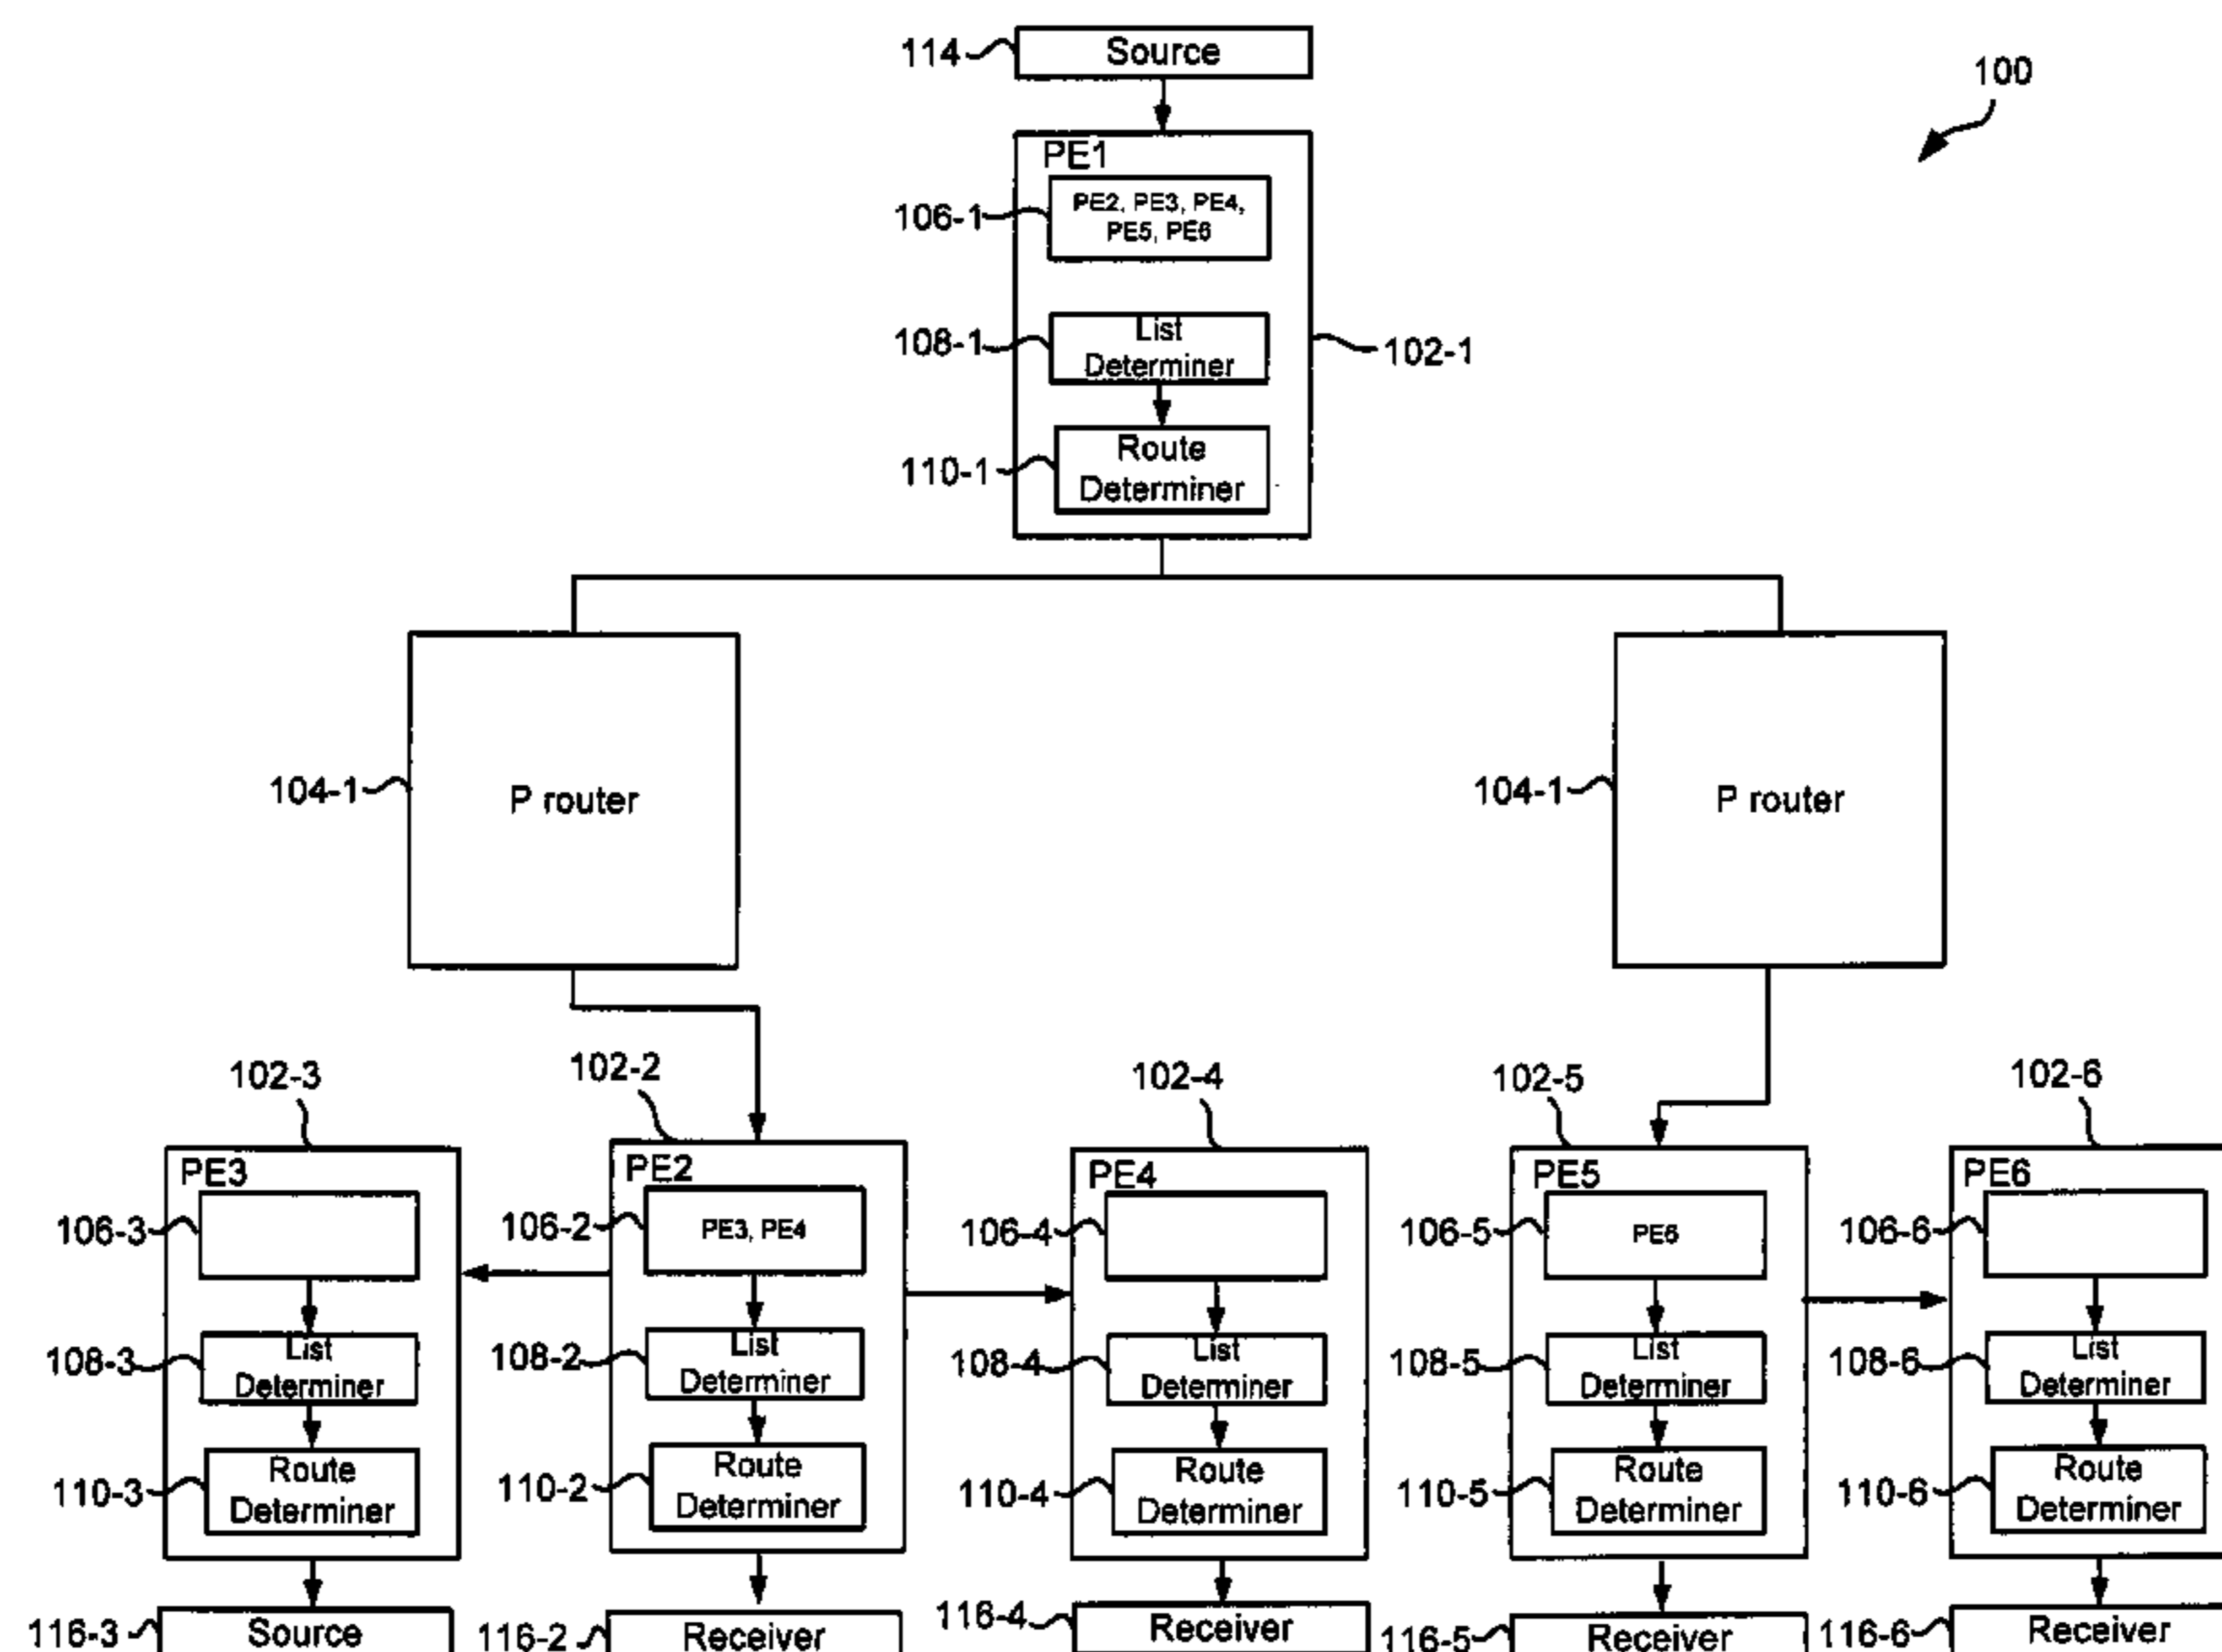 114
Source
100
PE1
106-1
PE2, PE3, PE4,
PE5, PE6
108-1
List
Determiner
102-1
110-1
Route
Determiner
104-1
P router
104-1
P router
102-3
102-2
102-4
102-5
102-6
PE3
PE2
PE4
PE5
PE6
106-3
106-2
PE3, PE4
106-4
106-5
PE6
106-6
108-3
List
Determiner
108-2
List
Determiner
108-4
List
Determiner
108-5
List
Determiner
108-6
List
Determiner
110-3
Route
Determiner
110-2
Route
Determiner
110-4
Route
Determiner
110-5
Route
Determiner
110-6
Route
Determiner
116-3
Source
116-2
Receiver
116-4
Receiver
116-5
Receiver
116-6
Receiver